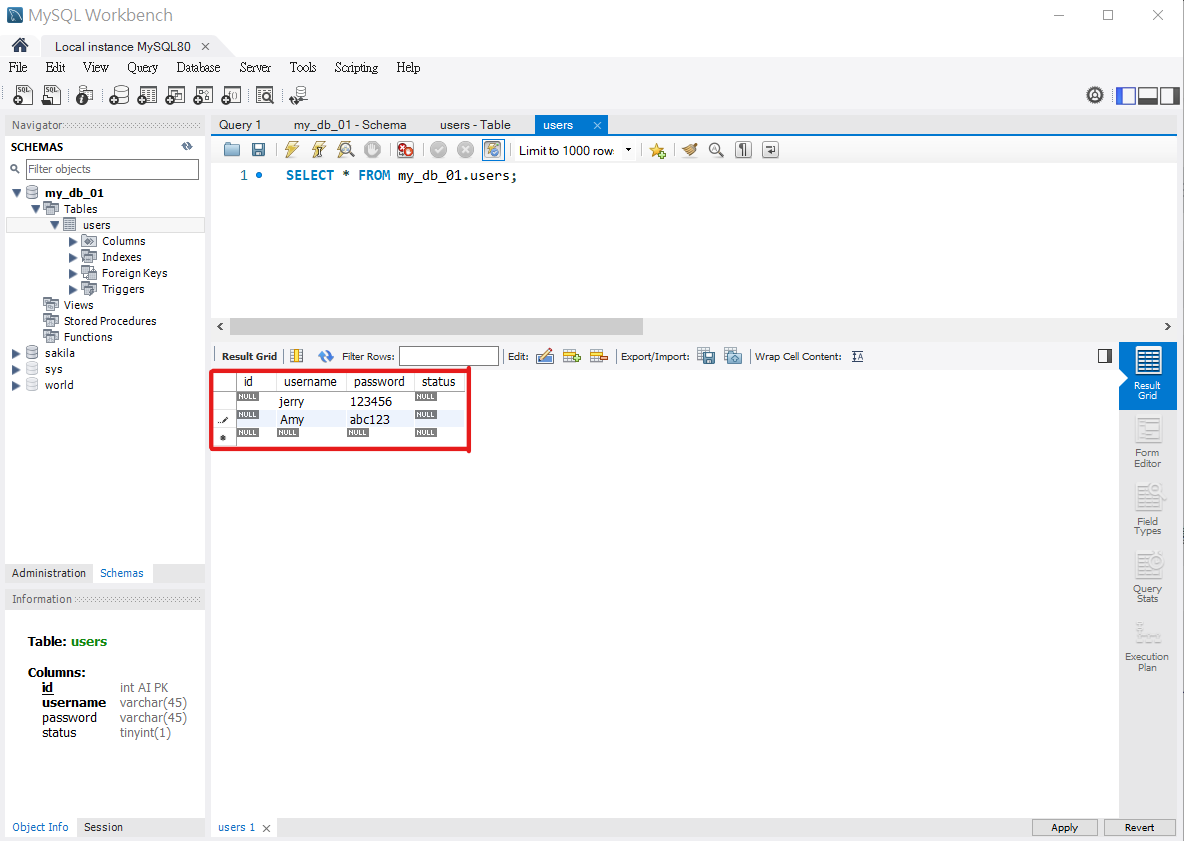 MySQL Workbench
Local instance MySQL80
File Edit View Query Database Server Tools Scripting Help
Navigator
SCHEMAS
Filter objects
my_db_01
Tables
users
Columns
Indexes
Foreign Keys
Triggers
Views
Stored Procedures
Functions
sakila
sys
world
Administration Schemas
Information
Table: users
Columns:
id int AI PK
username varchar(45)
password varchar(45)
status tinyint(1)
Object Info Session
Query 1 my_db_01 - Schema users - Table users
Limit to 1000 rows
1 SELECT * FROM my_db_01.users;
Result Grid Filter Rows: Edit: Export/Import: Wrap Cell Content: IA
id username password status
NULL jerry 123456 NULL
NULL Amy abc123 NULL
NULL NULL NULL NULL
Result
Grid
Form
Editor
Field
Types
Query
Stats
Execution
Plan
users 1
Apply Revert